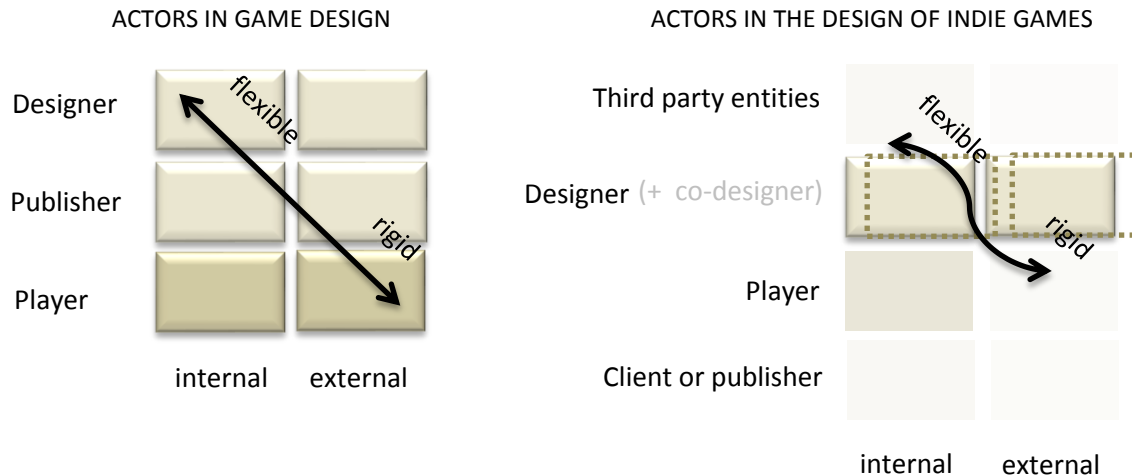 ACTORS IN GAME DESIGN
Designer
Publisher
Player
flexible
rigid
internal external
ACTORS IN THE DESIGN OF INDIE GAMES
Third party entities
Designer (+ co-designer)
Player
Client or publisher
flexible
rigid
internal external